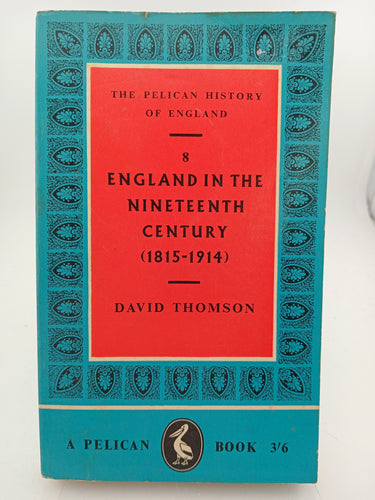 THE PELICAN HISTORY
OF ENGLAND
8
ENGLAND IN THE
NINETEENTH
CENTURY
(1815-1914)
DAVID THOMSON
A PELICAN BOOK 3/6